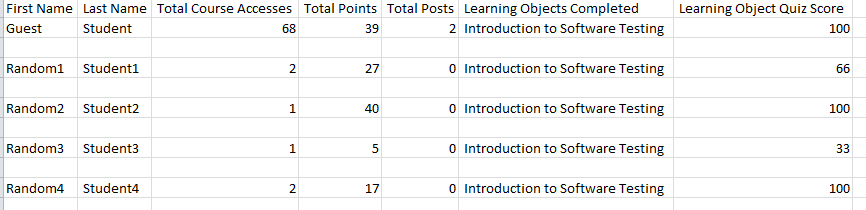 First Name Last Name Total Course Accesses Total Points Total Posts Learning Objects Completed Learning Object Quiz Score
Guest Student 68 39 2 Introduction to Software Testing 100
Random1 Student1 2 27 0 Introduction to Software Testing 66
Random2 Student2 1 40 0 Introduction to Software Testing 100
Random3 Student3 1 5 0 Introduction to Software Testing 33
Random4 Student4 2 17 0 Introduction to Software Testing 100